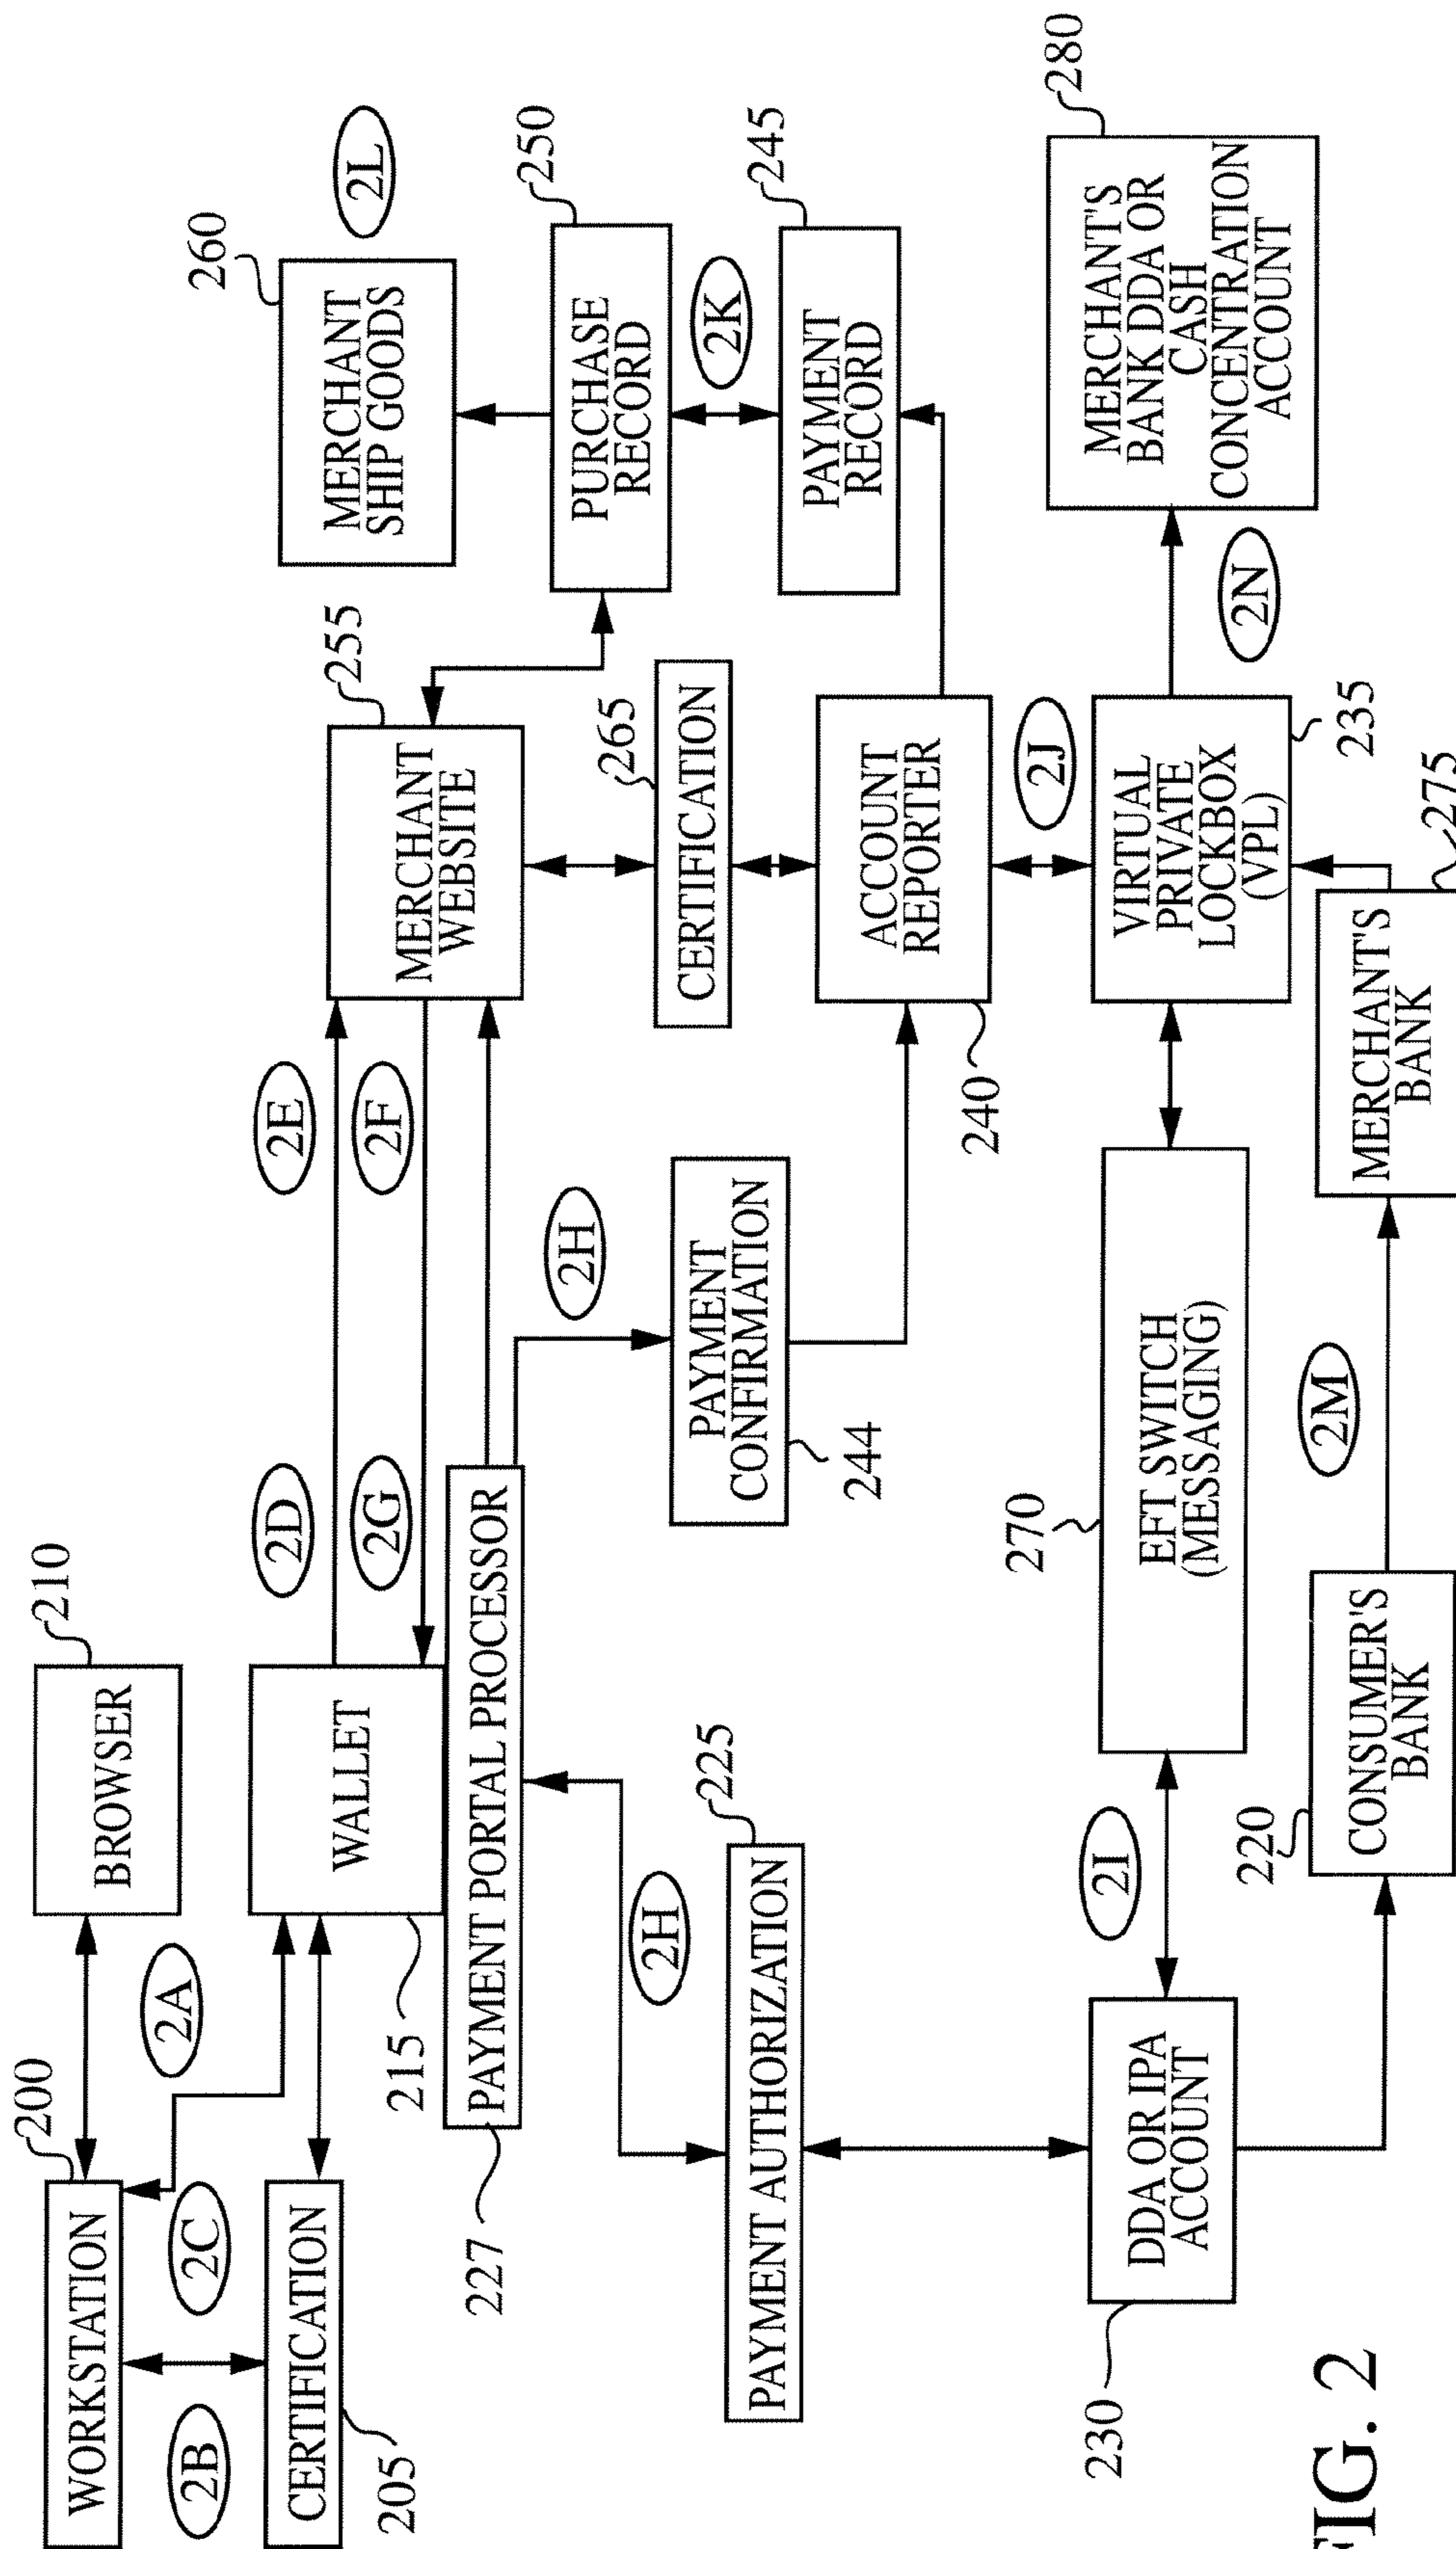 200
210
WORKSTATION
BROWSER
2A
2B
2C
CERTIFICATION
205
WALLET
215
2D
2E
2G
2F
260
MERCHANT
SHIP GOODS
2L
255
MERCHANT
WEBSITE
PAYMENT PORTAL PROCESSOR
227
2H
250
PURCHASE
RECORD
265
CERTIFICATION
2K
2H
225
PAYMENT AUTHORIZATION
PAYMENT
CONFIRMATION
244
245
PAYMENT
RECORD
ACCOUNT
REPORTER
240
2J
270
EFT SWITCH
(MESSAGING)
2I
230
DDA OR IPA
ACCOUNT
VIRTUAL
PRIVATE
LOCKBOX
(VPL)
235
2N
280
MERCHANT'S
BANK DDA OR
CASH
CONCENTRATION
ACCOUNT
220
CONSUMER'S
BANK
2M
MERCHANT'S
BANK
275
FIG. 2